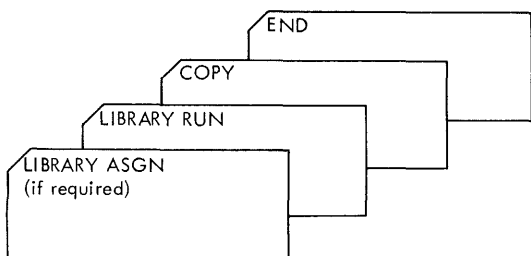 END
COPY
LIBRARY RUN
LIBRARY ASGN
(if required)